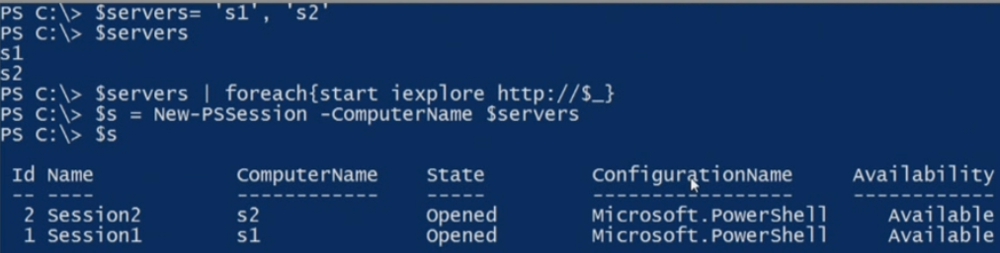 PS C:\> $servers= 's1', 's2'
PS C:\> $servers
s1
s2
PS C:\> $servers | foreach{start iexplore http://$_}
PS C:\> $s = New-PSSession -ComputerName $servers
PS C:\> $s
Id Name ComputerName State ConfigurationName Availability
-- ---- ------------ ----- ----------------- ------------
2 Session2 s2 Opened Microsoft.PowerShell Available
1 Session1 s1 Opened Microsoft.PowerShell Available